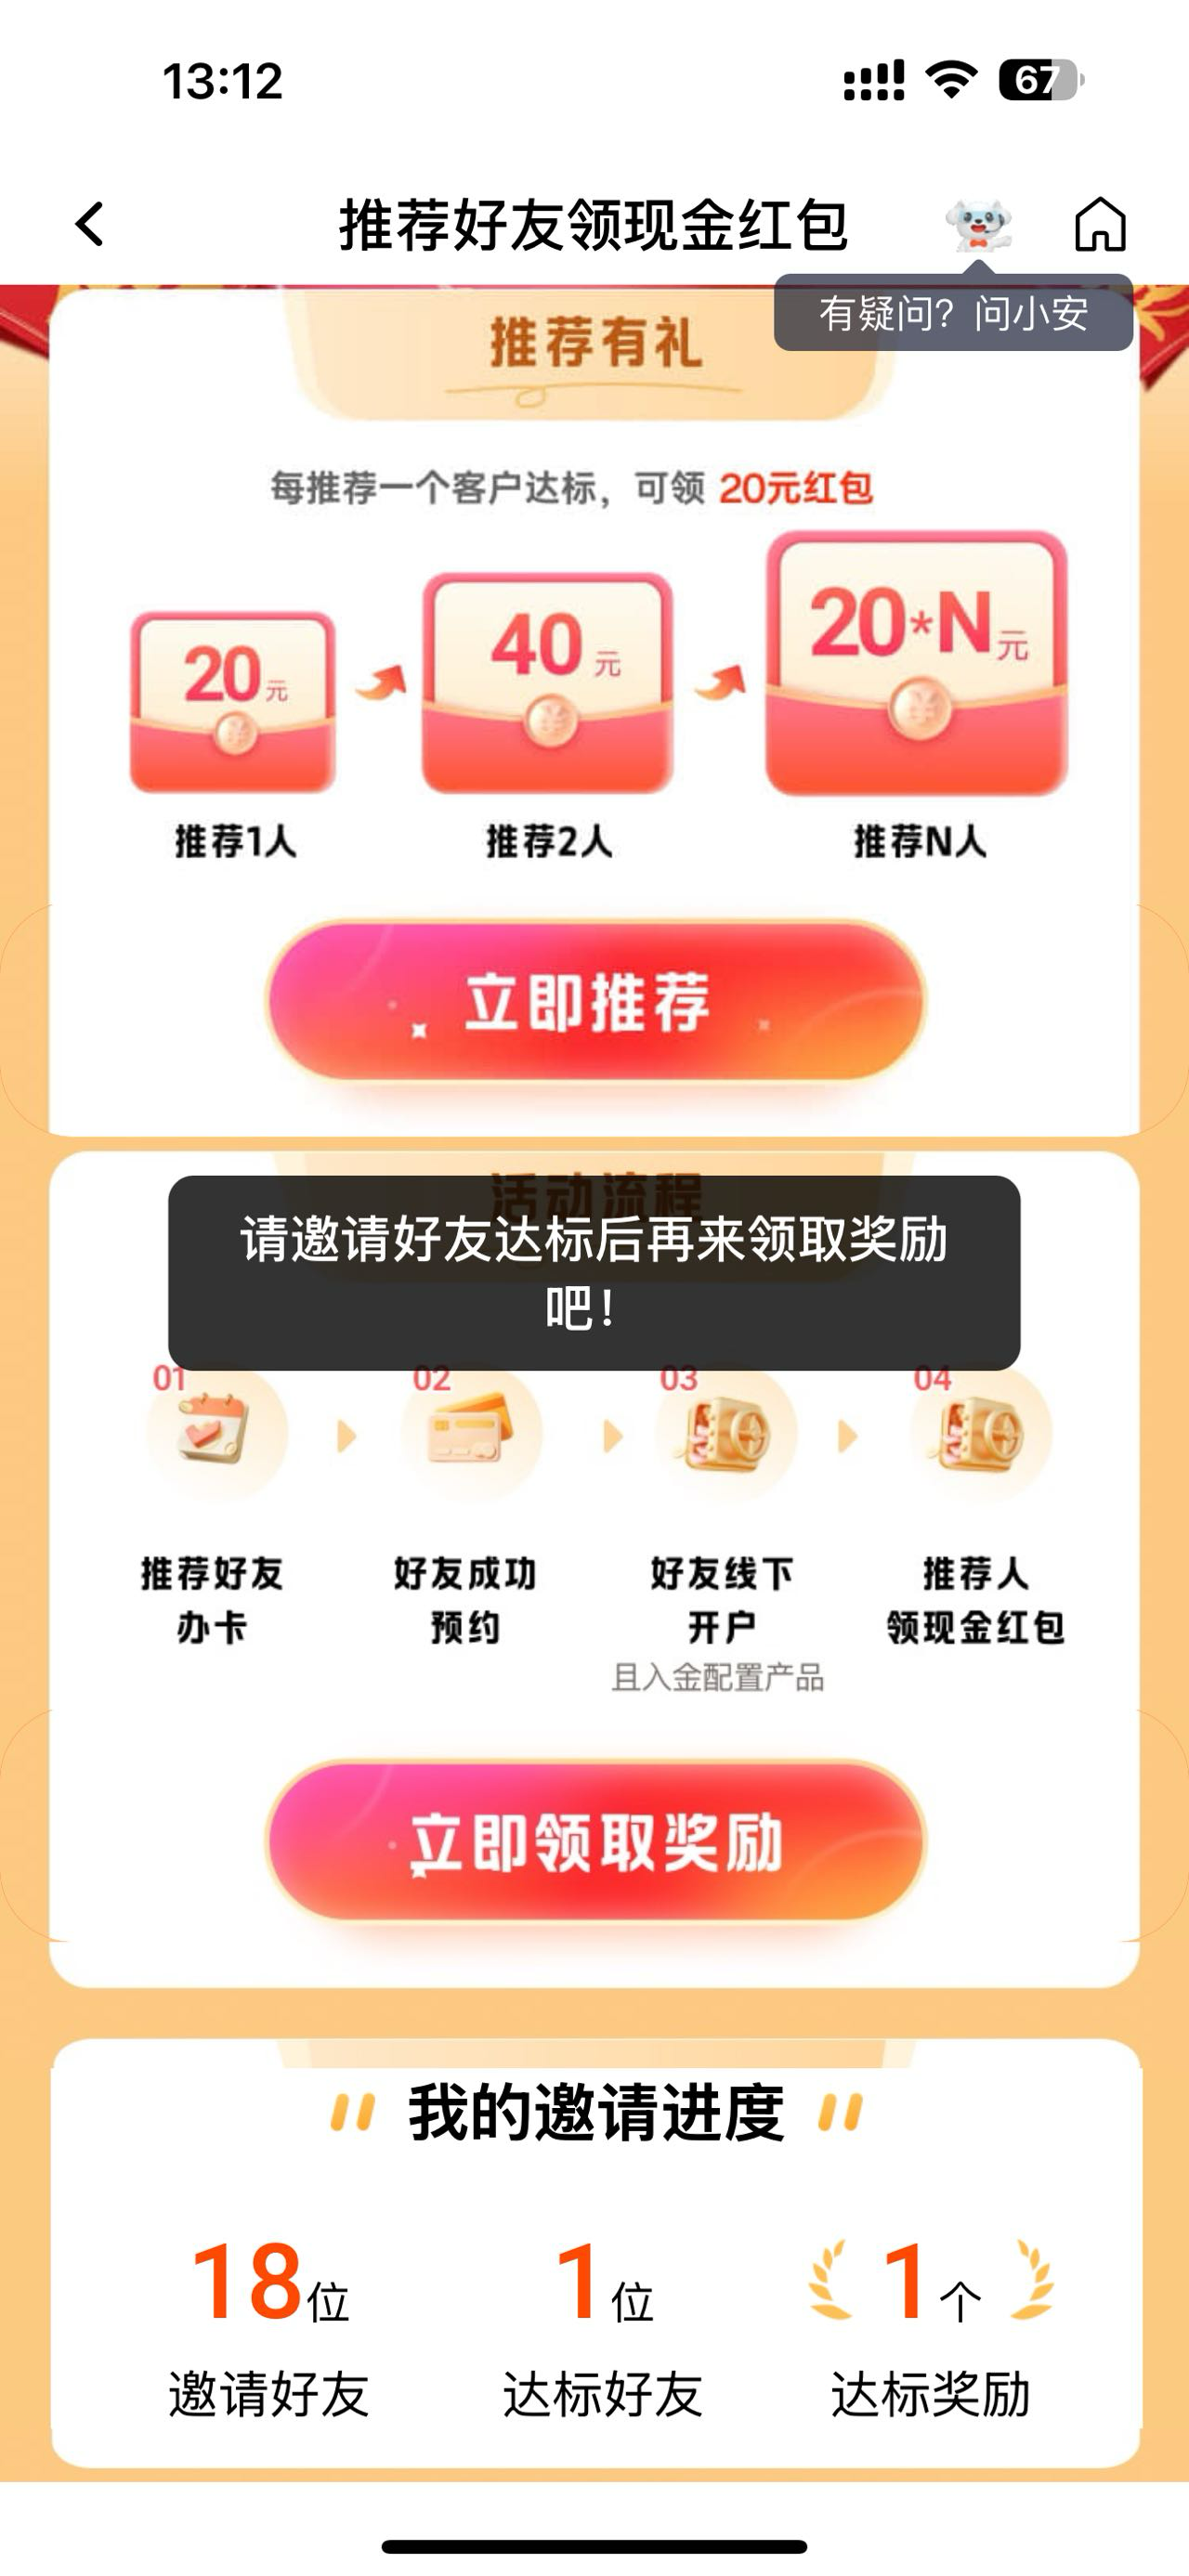 13:12
67
推荐好友领现金红包
有疑问？问小安
推荐有礼
每推荐一个客户达标，可领 20元红包
20元
40元
20*N元
推荐1人
推荐2人
推荐N人
立即推荐
活动流程
请邀请好友达标后再来领取奖励
吧！
01
02
03
04
推荐好友
办卡
好友成功
预约
好友线下
开户
且入金配置产品
推荐人
领现金红包
立即领取奖励
我的邀请进度
18位
1位
1个
邀请好友
达标好友
达标奖励